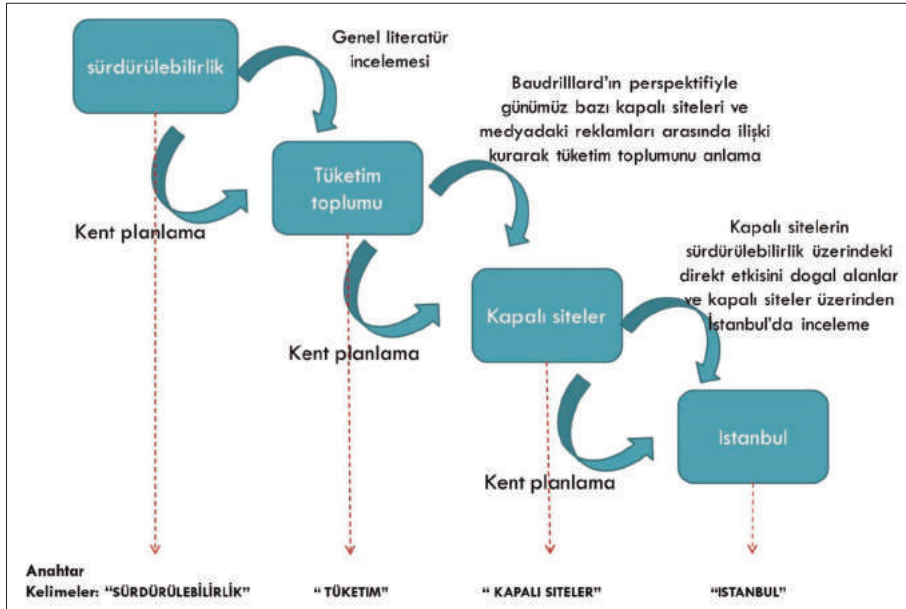 sürdürülebilirlik
Genel literatür
incelemesi
Baudrilllard'ın perspektifiyle
günümüz bazı kapalı siteleri ve
medyadaki reklamları arasında ilişki
kurarak tüketim toplumunu anlama
Tüketim
toplumu
Kent planlama
Kapalı sitelerin
sürdürülebilirlik üzerindeki
direkt etkisini dogal alanlar
ve kapalı siteler üzerinden
İstanbul'da inceleme
Kapalı siteler
Kent planlama
Istanbul
Kent planlama
Anahtar
Kelimeler: "SÜRDÜRÜLEBİLİRLİK" " TÜKETIM" " KAPALI SITELER" "ISTANBUL"